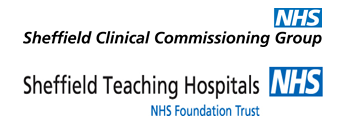 NHS
Sheffield Clinical Commissioning Group
Sheffield Teaching Hospitals NHS
NHS Foundation Trust